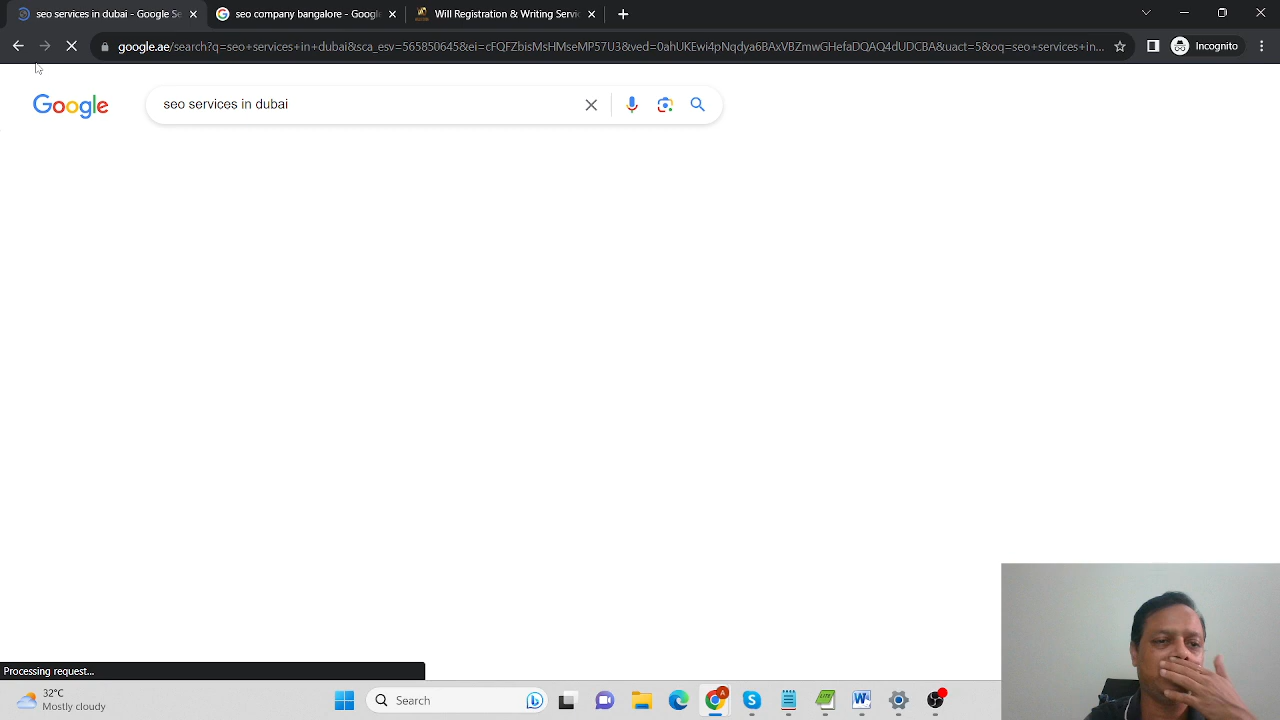 seo services in dubai - Google Se
seo company bangalore - Google
Will Registration & Writing Servic
google.ae/search?q=seo+services+in+dubai&sca_esv=565850645&ei=cFQFZbisMsHMseMP57U3&ved=0ahUKEwi4pNqdya6BAxVBZmwGHefaDQAQ4dUDCBA&uact=5&oq=seo+services+in...
Incognito
Google
seo services in dubai
Processing request...
32°C
Mostly cloudy
Search